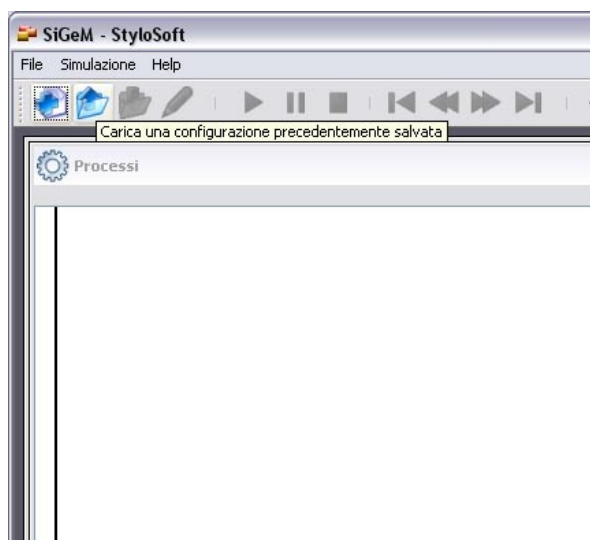 SiGeM - StyloSoft
File Simulazione Help
Carica una configurazione precedentemente salvata
Processi